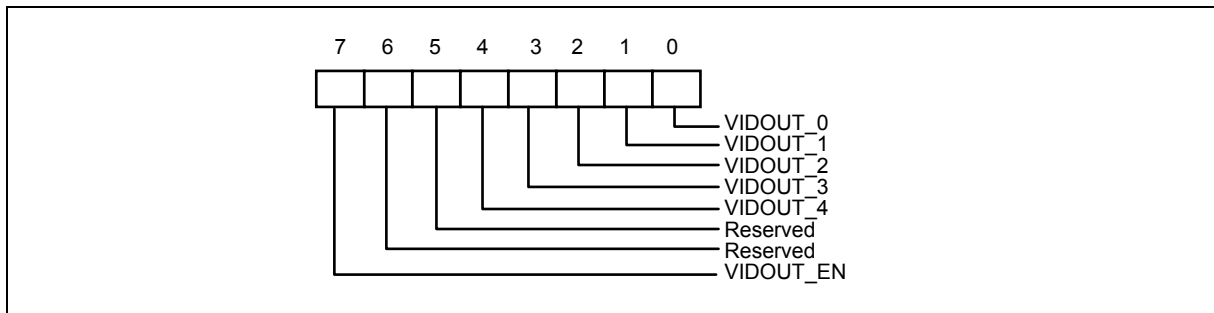 7 6 5 4 3 2 1 0
VIDOUT_0
VIDOUT_1
VIDOUT_2
VIDOUT_3
VIDOUT_4
Reserved
Reserved
VIDOUT_EN